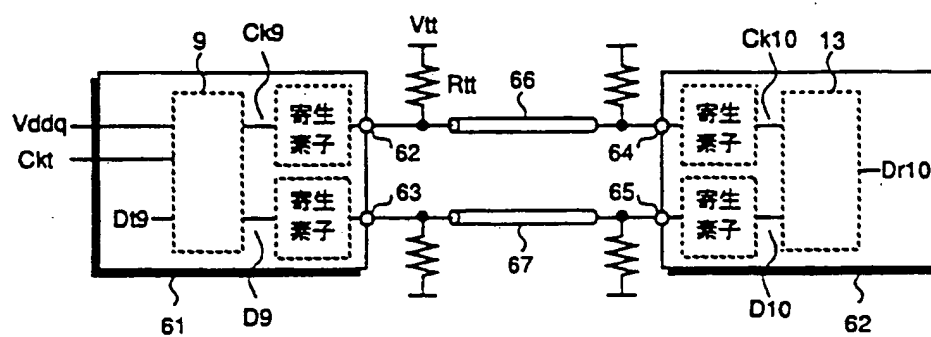 9
Ck9
Vtt
Rtt
66
Ck10
13
Vddq
Ckt
寄生
素子
62
64
寄生
素子
Dr10
Dt9
寄生
素子
63
65
寄生
素子
67
61
D9
D10
62